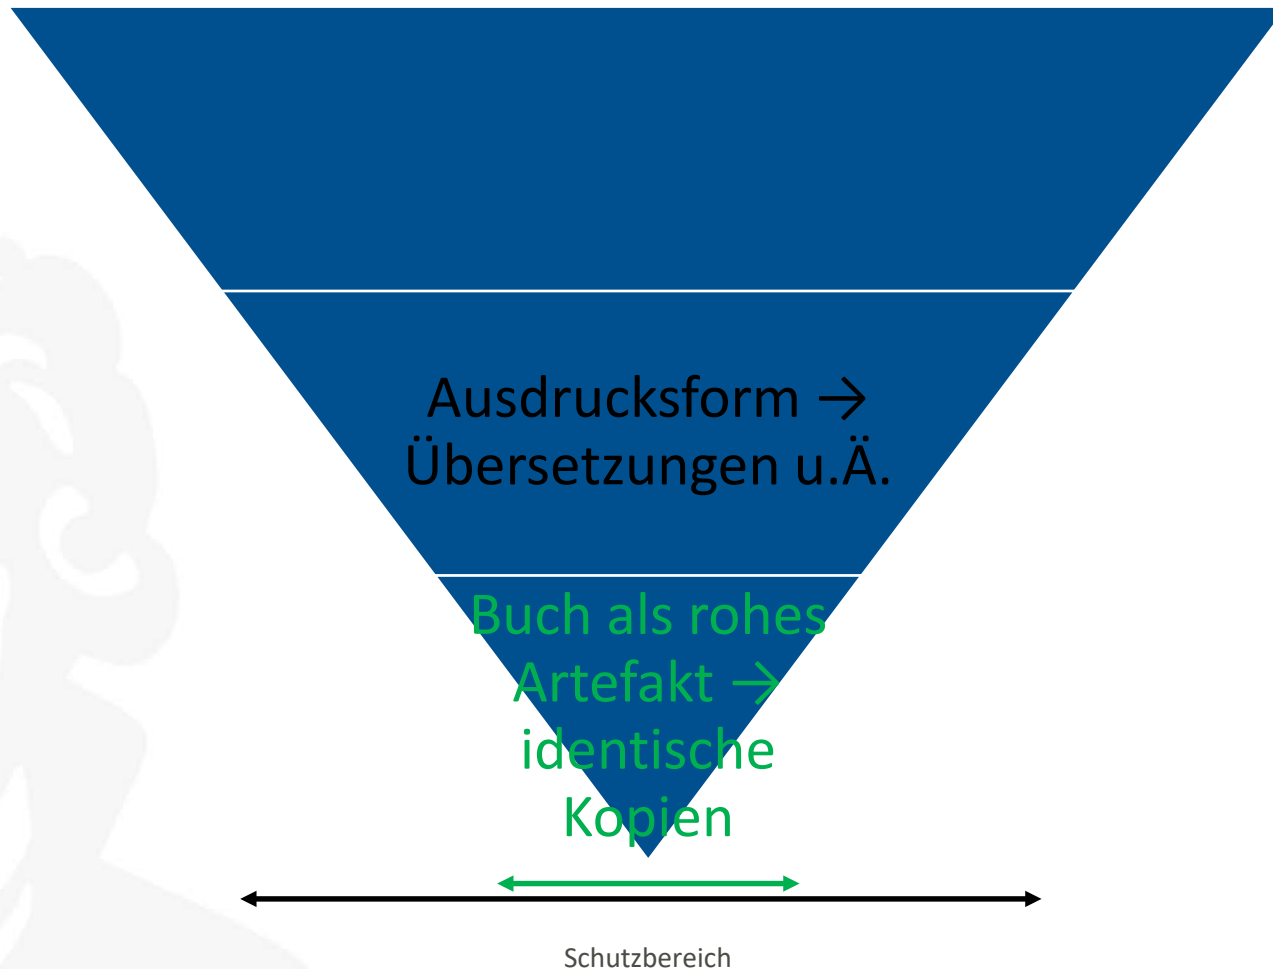 Ausdrucksform →
Übersetzungen u.Ä.
Buch als rohes
Artefakt →
identische
Kopien
Schutzbereich